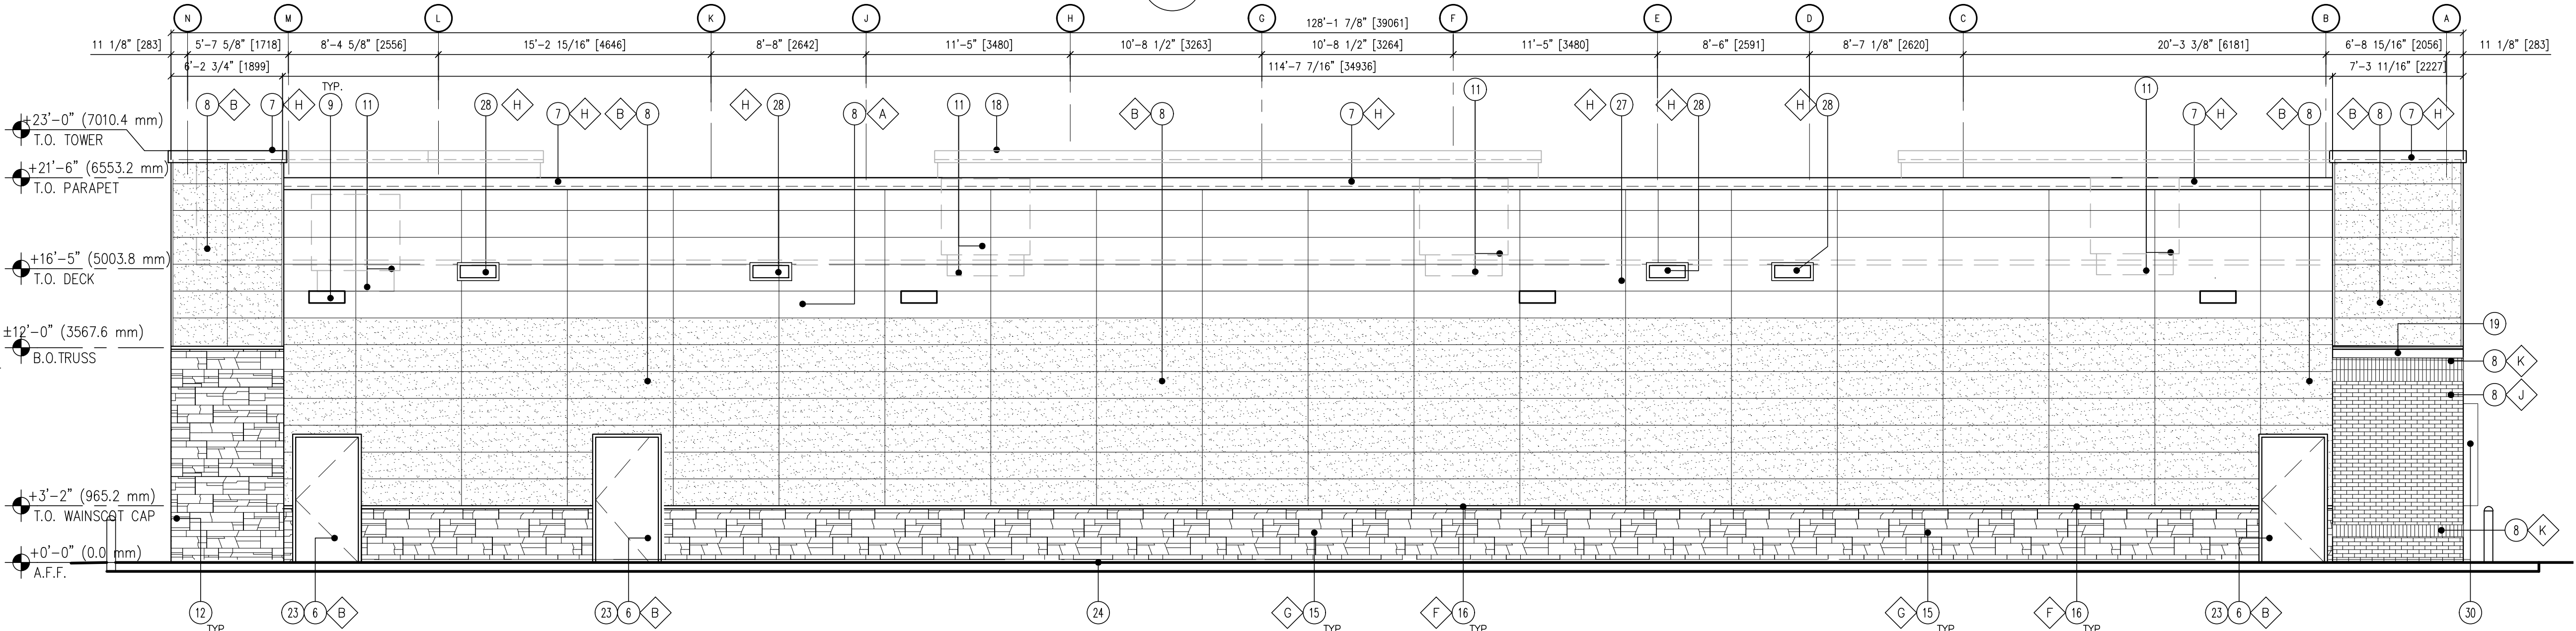 N M L K J H G F E D C B A
128'-1 7/8" [39061]
11 1/8" [283] 5'-7 5/8" [1718] 8'-4 5/8" [2556] 15'-2 15/16" [4646] 8'-8" [2642] 11'-5" [3480] 10'-8 1/2" [3263] 10'-8 1/2" [3264] 11'-5" [3480] 8'-6" [2591] 8'-7 1/8" [2620] 20'-3 3/8" [6181] 6'-8 15/16" [2056] 11 1/8" [283]
6'-2 3/4" [1899] 114'-7 7/16" [34936] 7'-3 11/16" [2227]
TYP.
8 B 7 H 9 11 28 H 7 H B 8 H 28 8 A 11 18 B 8 7 H 11 H 27 H 28 H 28 11 7 H B 8 B 8 7 H
+23'-0" (7010.4 mm)
T.O. TOWER
+21'-6" (6553.2 mm)
T.O. PARAPET
+16'-5" (5003.8 mm)
T.O. DECK
±12'-0" (3567.6 mm)
B.O.TRUSS
19
8 K
8 J
+3'-2" (965.2 mm)
T.O. WAINSCOT CAP
8 K
+0'-0" (0.0 mm)
A.F.F.
12 23 6 B 23 6 B 24 G 15 F 16 G 15 F 16 23 6 B 30
TYP. TYP. TYP. TYP. TYP.